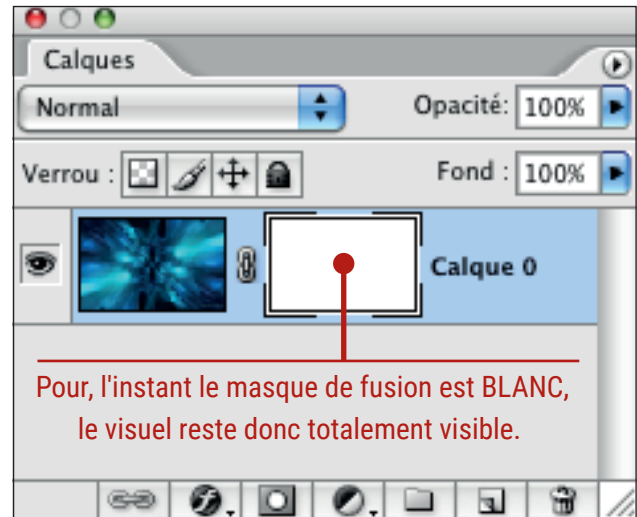 Calques
Normal Opacité: 100%
Verrou : Fond : 100%
Calque 0
Pour, l'instant le masque de fusion est BLANC,
le visuel reste donc totalement visible.